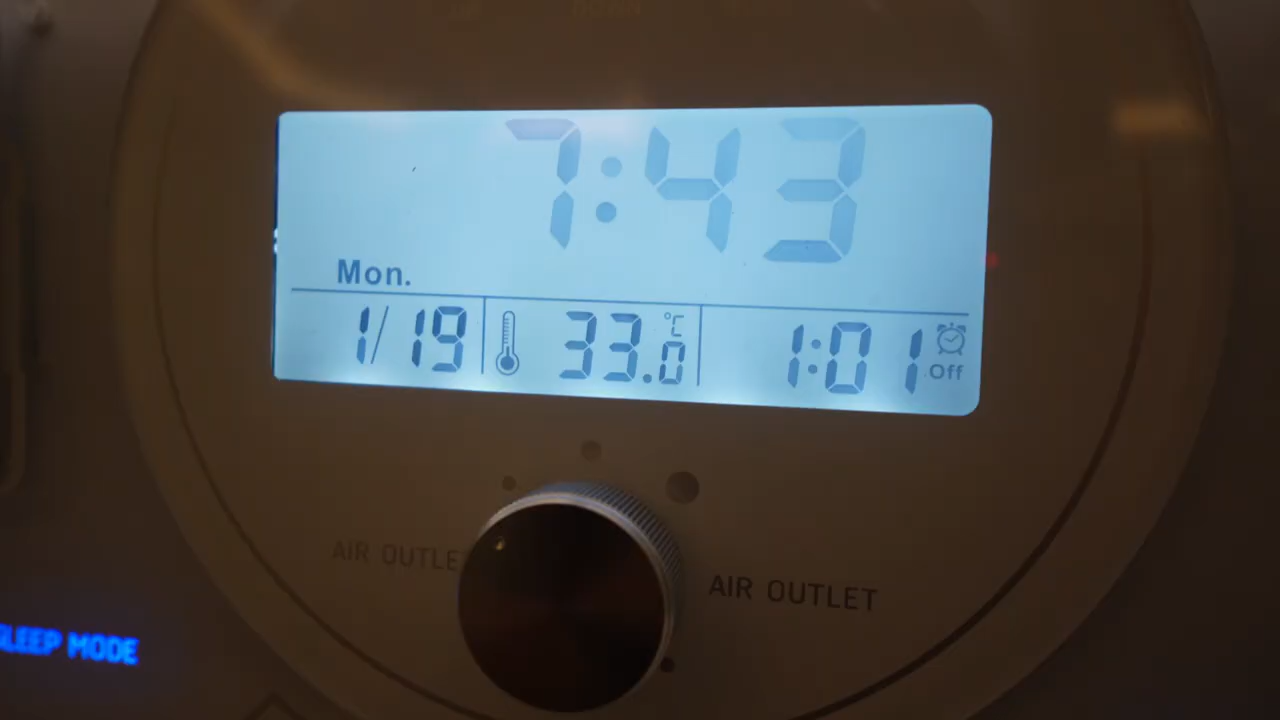 7:43
Mon.
1/19 33.0 °C 1:01 Off
AIR OUTLET AIR OUTLET
SLEEP MODE